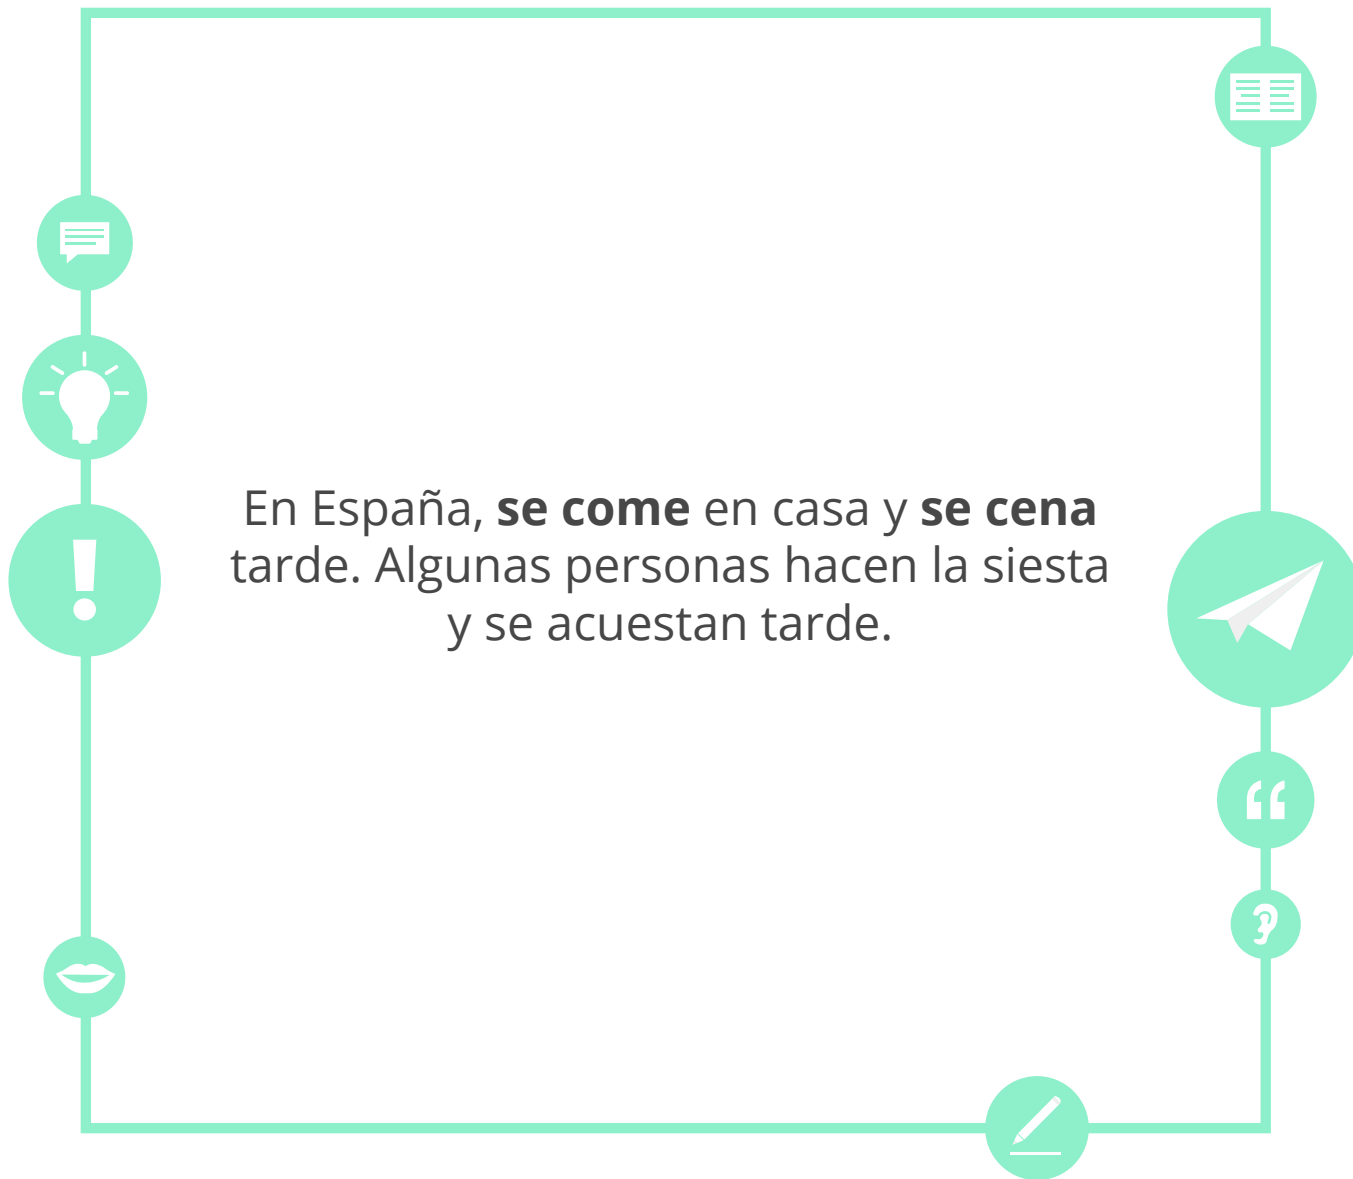 En España, se come en casa y se cena
tarde. Algunas personas hacen la siesta
y se acuestan tarde.